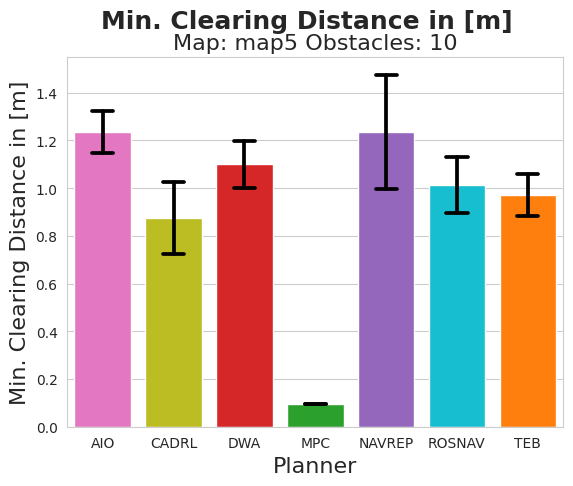 Min. Clearing Distance in [m]
Map: map5 Obstacles: 10
Min. Clearing Distance in [m]
1.4
1.2
1.0
0.8
0.6
0.4
0.2
0.0
AIO CADRL DWA MPC NAVREP ROSNAV TEB
Planner